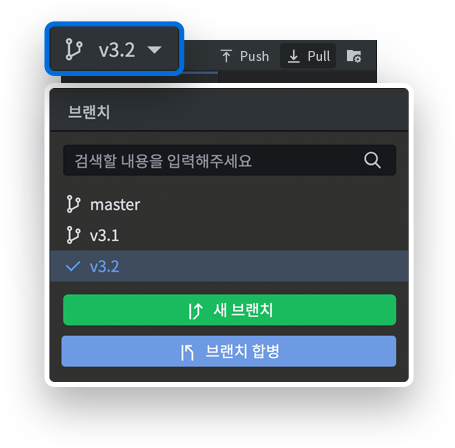 v3.2 Push Pull
브랜치
검색할 내용을 입력해주세요
master
v3.1
v3.2
새 브랜치
브랜치 합병